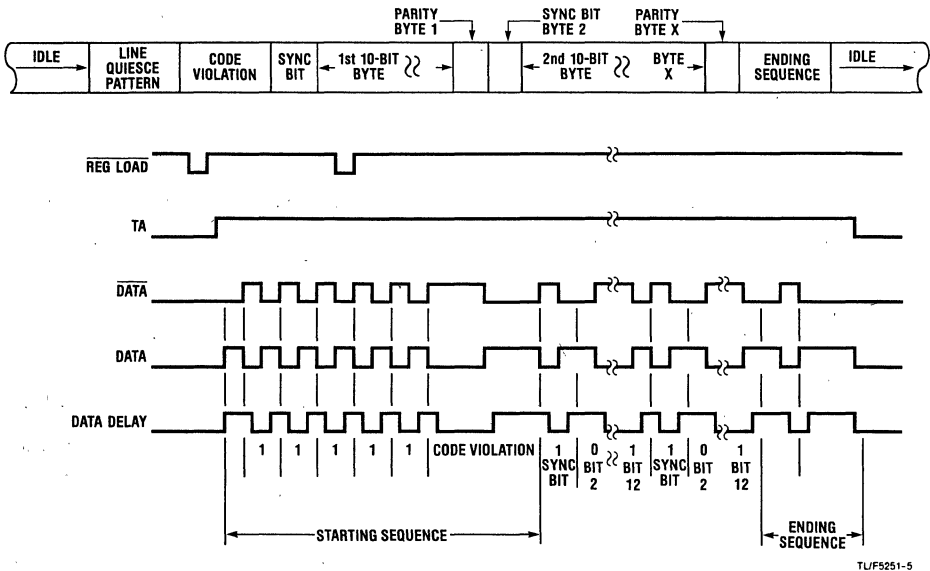 PARITY
BYTE 1
SYNC BIT
BYTE 2
PARITY
BYTE X
IDLE
LINE
QUIESCE
PATTERN
CODE
VIOLATION
SYNC
BIT
1st 10-BIT
BYTE
2nd 10-BIT
BYTE
BYTE
X
ENDING
SEQUENCE
IDLE
REG LOAD
TA
DATA
DATA
DATA DELAY
1 1 1 1 1 CODE VIOLATION 1 0 1 1 0 1
SYNC BIT BIT SYNC BIT BIT
BIT 2 12 BIT 2 12
STARTING SEQUENCE
ENDING
SEQUENCE
TL/F5251-5